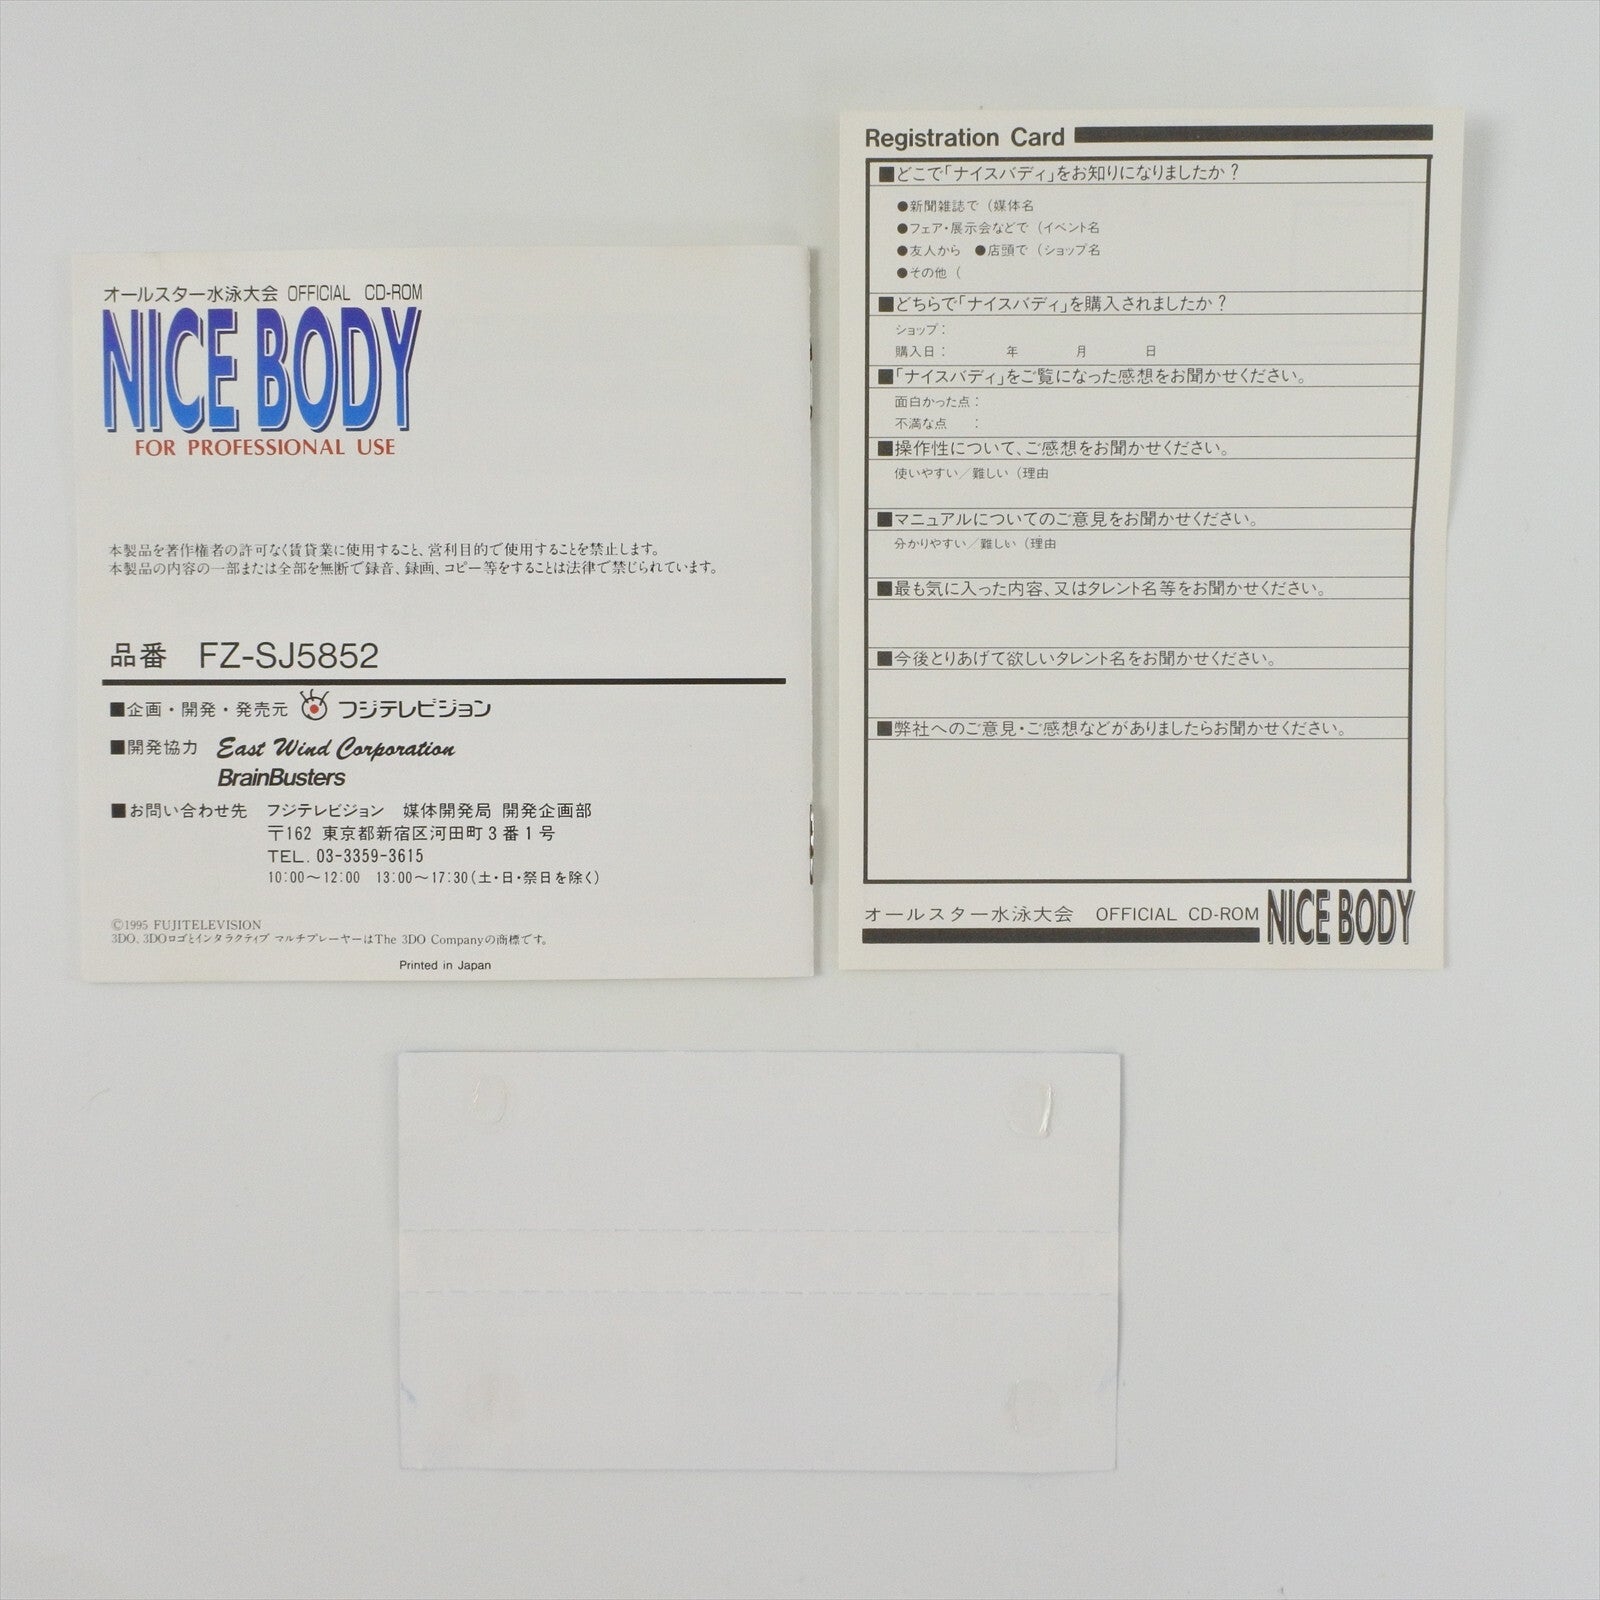 オールスター水泳大会 OFFICIAL CD-ROM
NICE BODY
FOR PROFESSIONAL USE
本製品を著作権者の許可なく賃貸業に使用すること、営利目的で使用することを禁止します。
本製品の内容の一部または全部を無断で録音、録画、コピー等をすることは法律で禁じられています。
品番 FZ-SJ5852
■企画・開発・発売元 フジテレビジョン
■開発協力 East Wind Corporation
BrainBusters
■お問い合わせ先 フジテレビジョン 媒体開発局 開発企画部
〒162 東京都新宿区河田町3番1号
TEL. 03-3359-3615
10:00〜12:00 13:00〜17:30(土・日・祭日を除く)
©1995 FUJITELEVISION
3DO、3DOロゴとインタラクティブ マルチプレーヤーはThe 3DO Companyの商標です。
Printed in Japan
Registration Card
■どこで「ナイスバディ」をお知りになりましたか？
●新聞雑誌で（媒体名
●フェア・展示会などで（イベント名
●友人から ●店頭で（ショップ名
●その他（
■どちらで「ナイスバディ」を購入されましたか？
ショップ：
購入日： 年 月 日
■「ナイスバディ」をご覧になった感想をお聞かせください。
面白かった点：
不満な点 ：
■操作性について、ご感想をお聞かせください。
使いやすい／難しい（理由
■マニュアルについてのご意見をお聞かせください。
分かりやすい／難しい（理由
■最も気に入った内容、又はタレント名等をお聞かせください。
■今後とりあげて欲しいタレント名をお聞かせください。
■弊社へのご意見・ご感想などがありましたらお聞かせください。
オールスター水泳大会 OFFICIAL CD-ROM NICE BODY